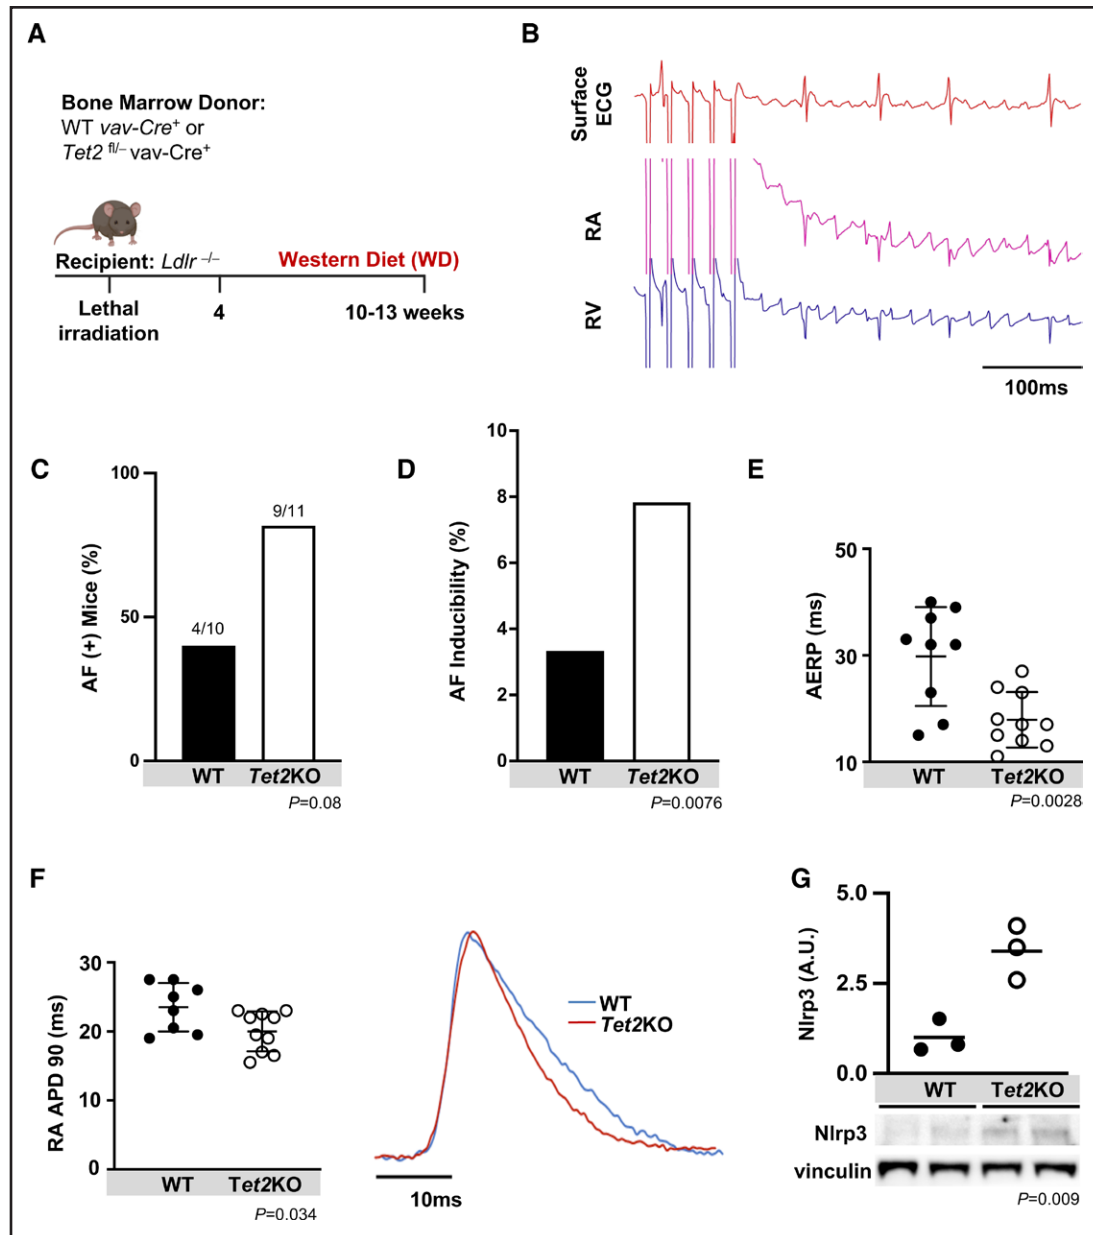 A
Bone Marrow Donor:
WT vav-Cre+ or
Tet2 fl/– vav-Cre+
Recipient: Ldlr –/–
Western Diet (WD)
Lethal
irradiation
4
10-13 weeks
B
Surface
ECG
RA
RV
100ms
C
AF (+) Mice (%)
100
50
0
4/10
9/11
WT
Tet2KO
P=0.08
D
AF Inducibility (%)
10
8
6
4
2
0
WT
Tet2KO
P=0.0076
E
AERP (ms)
50
30
10
WT
Tet2KO
P=0.0028
F
RA APD 90 (ms)
30
20
10
0
WT
Tet2KO
P=0.034
WT
Tet2KO
10ms
G
Nlrp3 (A.U.)
5.0
2.5
0.0
WT
Tet2KO
Nlrp3
vinculin
P=0.009